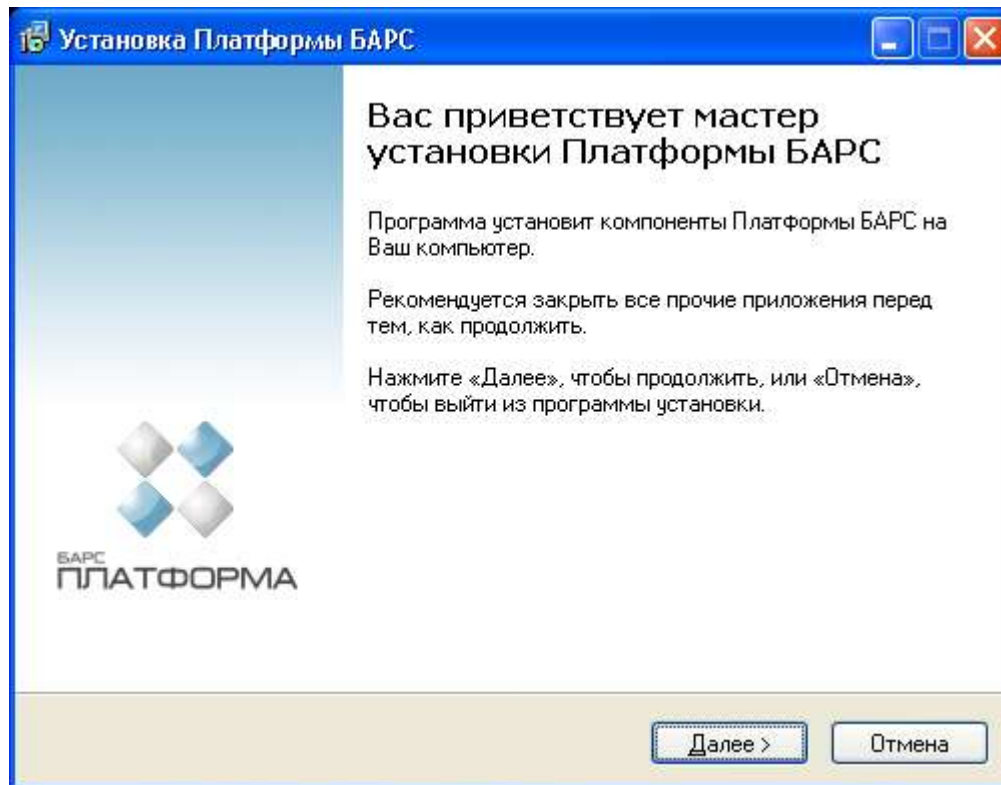 Установка Платформы БАРС
Вас приветствует мастер
установки Платформы БАРС
Программа установит компоненты Платформы БАРС на
Ваш компьютер.
Рекомендуется закрыть все прочие приложения перед
тем, как продолжить.
Нажмите «Далее», чтобы продолжить, или «Отмена»,
чтобы выйти из программы установки.
БАРС
ПЛАТФОРМА
Далее >
Отмена